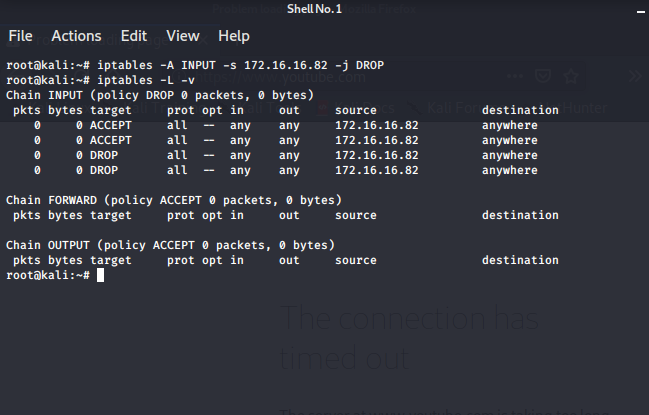 Shell No. 1
File Actions Edit View Help
root@kali:~# iptables -A INPUT -s 172.16.16.82 -j DROP
root@kali:~# iptables -L -v
Chain INPUT (policy DROP 0 packets, 0 bytes)
pkts bytes target prot opt in out source destination
0 0 ACCEPT all -- any any 172.16.16.82 anywhere
0 0 ACCEPT all -- any any 172.16.16.82 anywhere
0 0 DROP all -- any any 172.16.16.82 anywhere
0 0 DROP all -- any any 172.16.16.82 anywhere
Chain FORWARD (policy ACCEPT 0 packets, 0 bytes)
pkts bytes target prot opt in out source destination
Chain OUTPUT (policy ACCEPT 0 packets, 0 bytes)
pkts bytes target prot opt in out source destination
root@kali:~#
The connection has
timed out